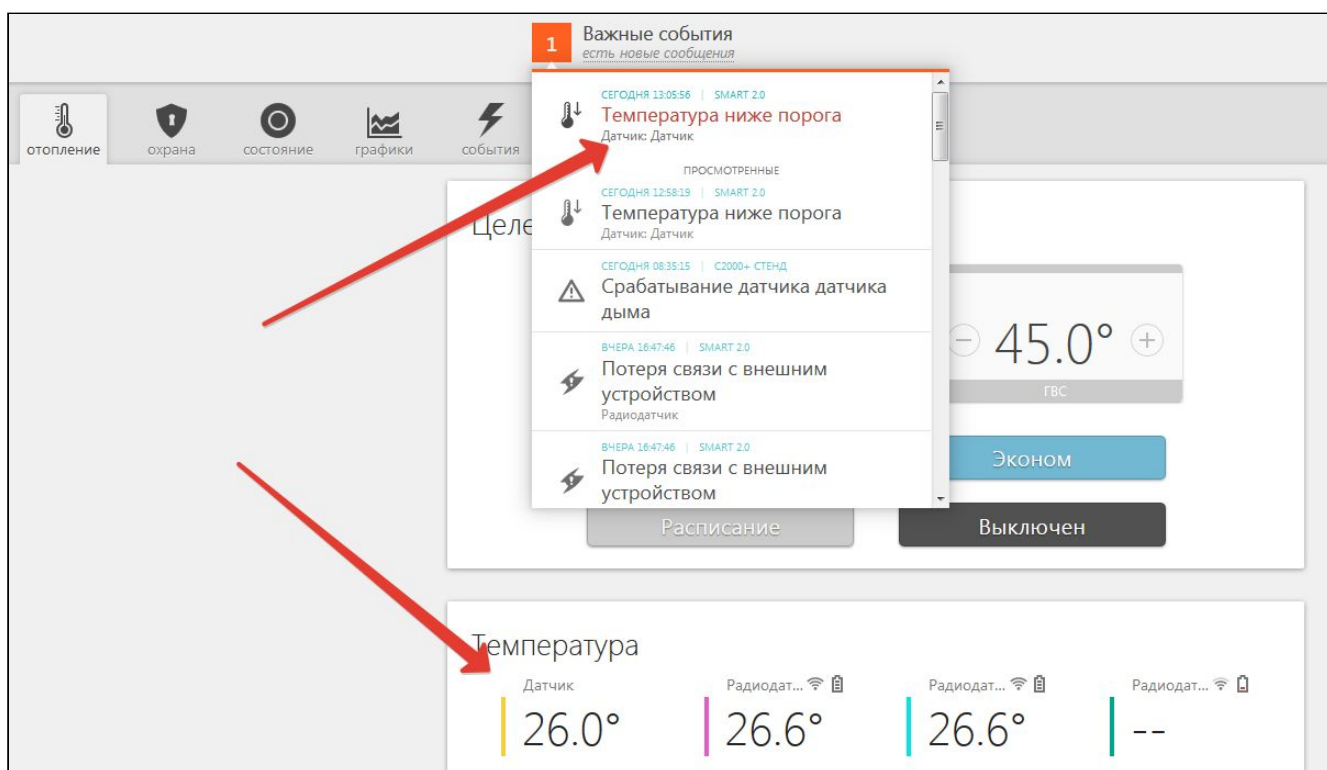 1
Важные события
есть новые сообщения
отопление
охрана
состояние
графики
события
СЕГОДНЯ 13:05:56 | SMART 2.0
Температура ниже порога
Датчик: Датчик
ПРОСМОТРЕННЫЕ
СЕГОДНЯ 12:58:19 | SMART 2.0
Температура ниже порога
Датчик: Датчик
СЕГОДНЯ 08:35:15 | C2000+ СТЕНД
Срабатывание датчика датчика
дыма
ВЧЕРА 16:47:46 | SMART 2.0
Потеря связи с внешним
устройством
Радиодатчик
ВЧЕРА 16:47:46 | SMART 2.0
Потеря связи с внешним
устройством
Целе
45.0°
ГВС
Эконом
Расписание
Выключен
Температура
Датчик
Радиодат...
Радиодат...
Радиодат...
26.0°
26.6°
26.6°
--